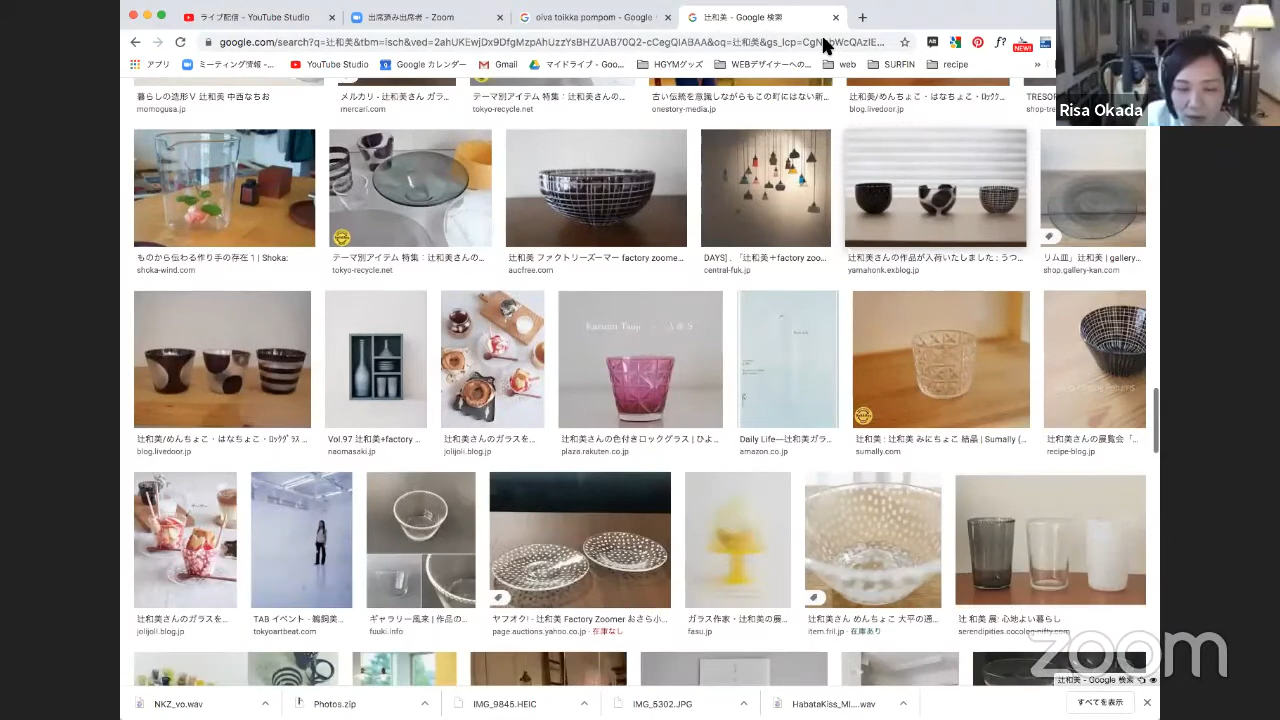 ライブ配信 - YouTube Studio
出席済み出席者 - Zoom
oiva toikka pompom - Google
辻和美 - Google 検索
google.com/search?q=辻和美&tbm=isch&ved=2ahUKEwjDx9DfgMzpAhUzzYsBHZUAB70Q2-cCegQIABAA&oq=辻和美&gs_lcp=CgNpbWcQAzIE...
NEW!
アプリ
ミーティング情報 -...
YouTube Studio
Google カレンダー
Gmail
マイドライブ - Goo...
HGYMグッズ
WEBデザイナーへの...
web
SURFIN
recipe
Risa Okada
暮らしの造形Ⅴ 辻和美 中西なちお
momogusa.jp
メルカリ - 辻和美さん ガラ...
mercari.com
テーマ別アイテム 特集：辻和美さんの...
tokyo-recycle.net
古い伝統を意識しながらもこの町にはない新...
onestory-media.jp
辻和美/めんちょこ・はなちょこ・ﾛｯｸｸﾞ...
blog.livedoor.jp
ものから伝わる作り手の存在 1 | Shoka:
shoka-wind.com
テーマ別アイテム 特集：辻和美さんの...
tokyo-recycle.net
辻和美 ファクトリーズーマー factory zoome...
aucfree.com
DAYS] . 「辻和美＋factory zoo...
central-fuk.jp
辻和美さんの作品が入荷いたしました : うつ...
yamahonk.exblog.jp
リム皿」辻和美 | gallery...
shop.gallery-kan.com
Kazumi Tsuji
辻和美/めんちょこ・はなちょこ・ﾛｯｸｸﾞﾗｽ ...
blog.livedoor.jp
Vol.97 辻和美+factory ...
naomasaki.jp
辻和美さんのガラスを...
jolijoli.blog.jp
辻和美さんの色付きロックグラス | ひよ...
plaza.rakuten.co.jp
Daily Life—辻和美ガラ...
amazon.co.jp
辻和美 : 辻和美 みにちょこ 結晶 | Sumally (...
sumally.com
辻和美さんの展覧会「...
recipe-blog.jp
辻和美さんのガラスを...
jolijoli.blog.jp
TAB イベント - 鵜飼美...
tokyoartbeat.com
ギャラリー風素 | 作品の...
fuuki.info
ヤフオク! - 辻和美 Factory Zoomer おさら小...
page.auctions.yahoo.co.jp - 在庫なし
ガラス作家・辻和美の展...
fasu.jp
辻和美さん めんちょこ 大平の通...
item.fril.jp - 在庫あり
辻 和美 展: 心地よい暮らし
serendipities.cocolog-nifty.com
zoom
辻和美 - Google 検索
NKZ_vo.wav
Photos.zip
IMG_9845.HEIC
IMG_5302.JPG
HabataKiss_MI....wav
すべてを表示